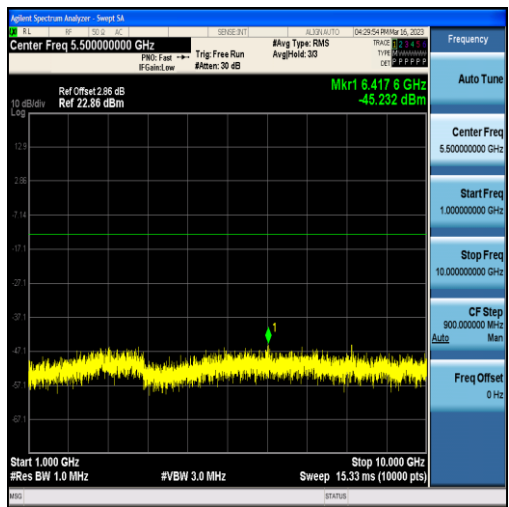 Agilent Spectrum Analyzer - Swept SA
RL RF 50 Ω AC SENSE:INT ALIGN AUTO 04:29:54 PM Mar 16, 2023
Center Freq 5.500000000 GHz
#Avg Type: RMS
TRACE 1 2 3 4 5 6
PNO: Fast
Trig: Free Run
Avg|Hold: 3/3
TYPE
IFGain:Low
#Atten: 30 dB
DET P P P P P P
Mkr1 6.417 6 GHz
-45.232 dBm
Ref Offset 2.86 dB
10 dB/div Ref 22.86 dBm
Log
12.9
2.86
-7.14
-17.1
-27.1
-37.1
1
-47.1
-57.1
-67.1
Start 1.000 GHz
Stop 10.000 GHz
#Res BW 1.0 MHz
#VBW 3.0 MHz
Sweep 15.33 ms (10000 pts)
MSG
STATUS
Frequency
Auto Tune
Center Freq
5.500000000 GHz
Start Freq
1.000000000 GHz
Stop Freq
10.000000000 GHz
CF Step
900.000000 MHz
Auto Man
Freq Offset
0 Hz